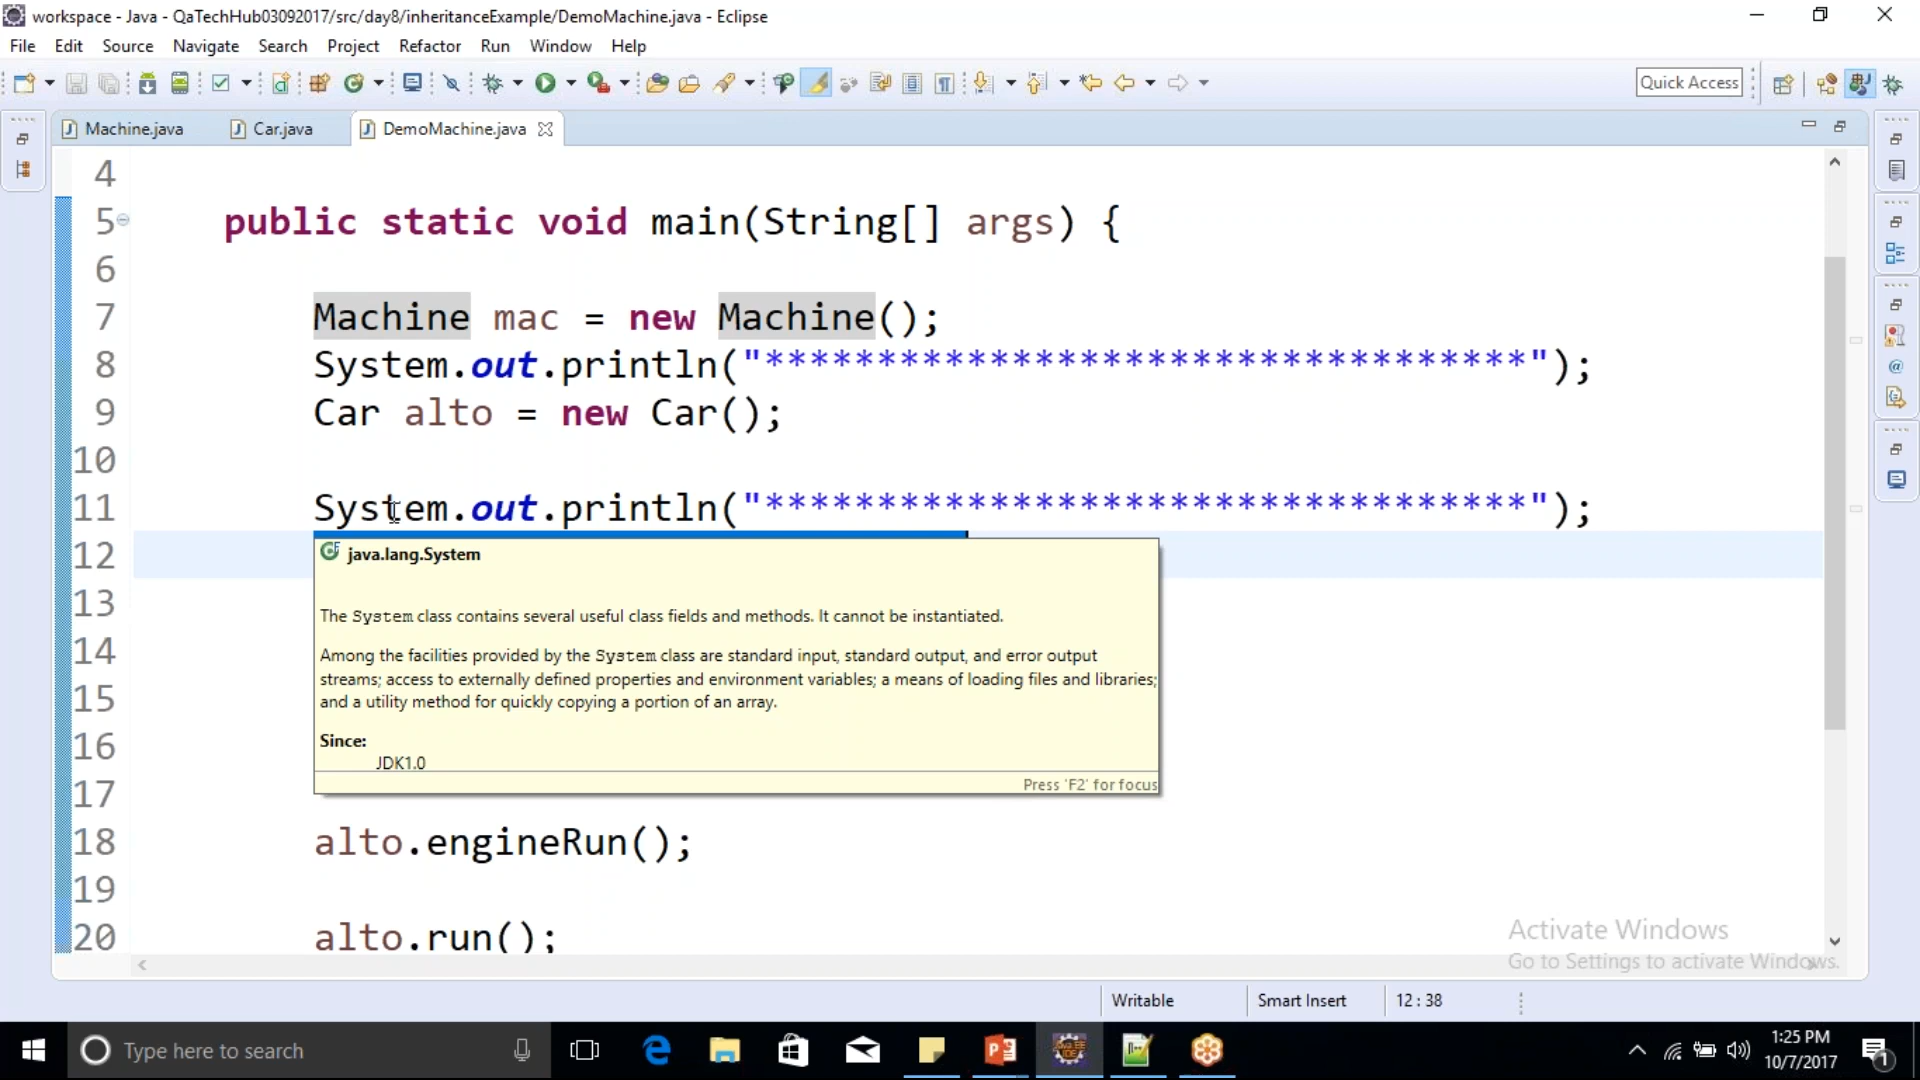 workspace - Java - QaTechHub03092017/src/day8/inheritanceExample/DemoMachine.java - Eclipse
File Edit Source Navigate Search Project Refactor Run Window Help
Quick Access
Machine.java Car.java DemoMachine.java
4
5 public static void main(String[] args) {
6
7 Machine mac = new Machine();
8 System.out.println("**********************************");
9 Car alto = new Car();
10
11 System.out.println("**********************************");
12
java.lang.System
13
The System class contains several useful class fields and methods. It cannot be instantiated.
14
Among the facilities provided by the System class are standard input, standard output, and error output
streams; access to externally defined properties and environment variables; a means of loading files and libraries;
15
and a utility method for quickly copying a portion of an array.
16
Since:
JDK1.0
17
Press 'F2' for focus
18 alto.engineRun();
19
20 alto.run();
Activate Windows
Go to Settings to activate Windows.
Writable Smart Insert 12 : 38
Type here to search
1:25 PM
10/7/2017
1